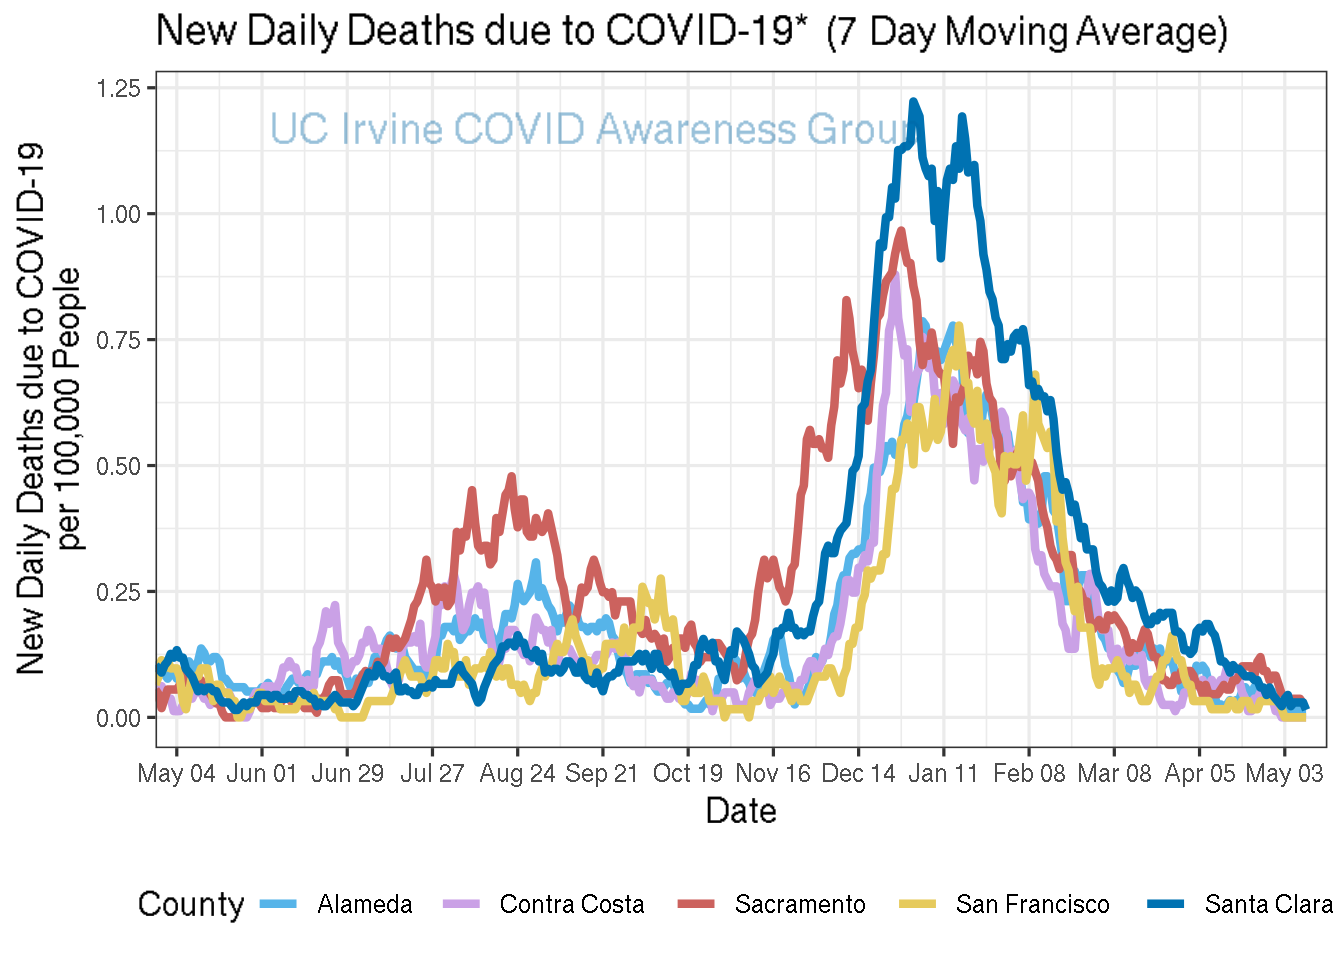 New Daily Deaths due to COVID-19* (7 Day Moving Average)
UC Irvine COVID Awareness Group
New Daily Deaths due to COVID-19
per 100,000 People
1.25
1.00
0.75
0.50
0.25
0.00
May 04 Jun 01 Jun 29 Jul 27 Aug 24 Sep 21 Oct 19 Nov 16 Dec 14 Jan 11 Feb 08 Mar 08 Apr 05 May 03
Date
County Alameda Contra Costa Sacramento San Francisco Santa Clara